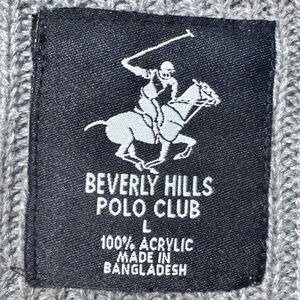 BEVERLY HILLS
POLO CLUB
L
100% ACRYLIC
MADE IN
BANGLADESH